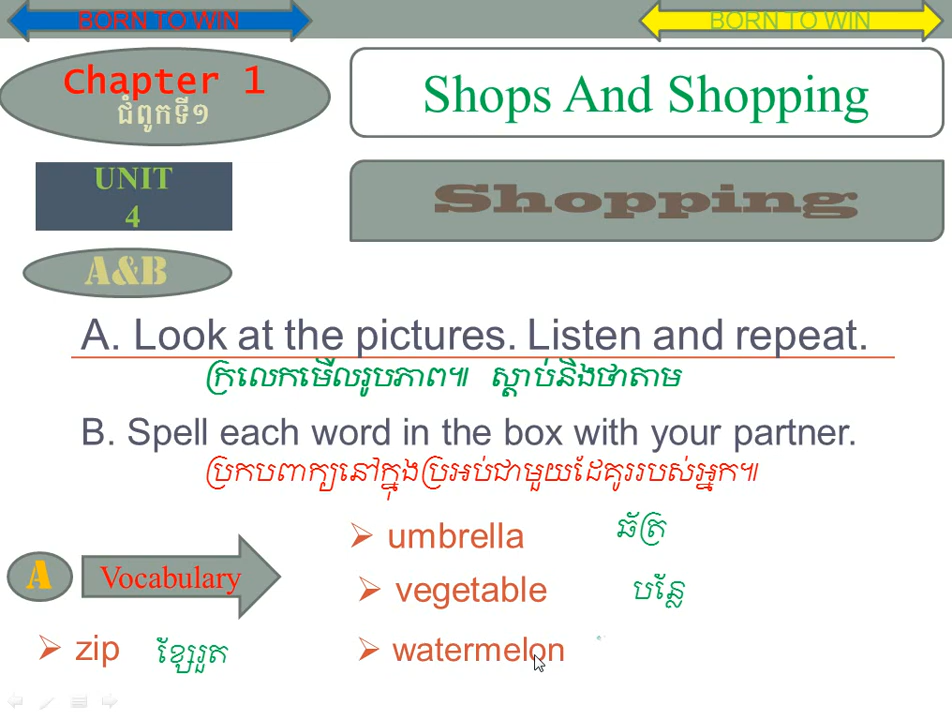 BORN TO WIN
BORN TO WIN
Chapter 1
ជំពូកទី១
Shops And Shopping
UNIT
4
Shopping
A&B
A. Look at the pictures. Listen and repeat.
ក្រលេកមើលរូបភាព៕ ស្តាប់និងថាតាម
B. Spell each word in the box with your partner.
ប្រកបពាក្យនៅក្នុងប្រអប់ជាមួយដៃគូររបស់អ្នក៕
A
Vocabulary
umbrella ឆ័ត្រ
vegetable បន្លែ
zip ខ្សែរួត
watermelon